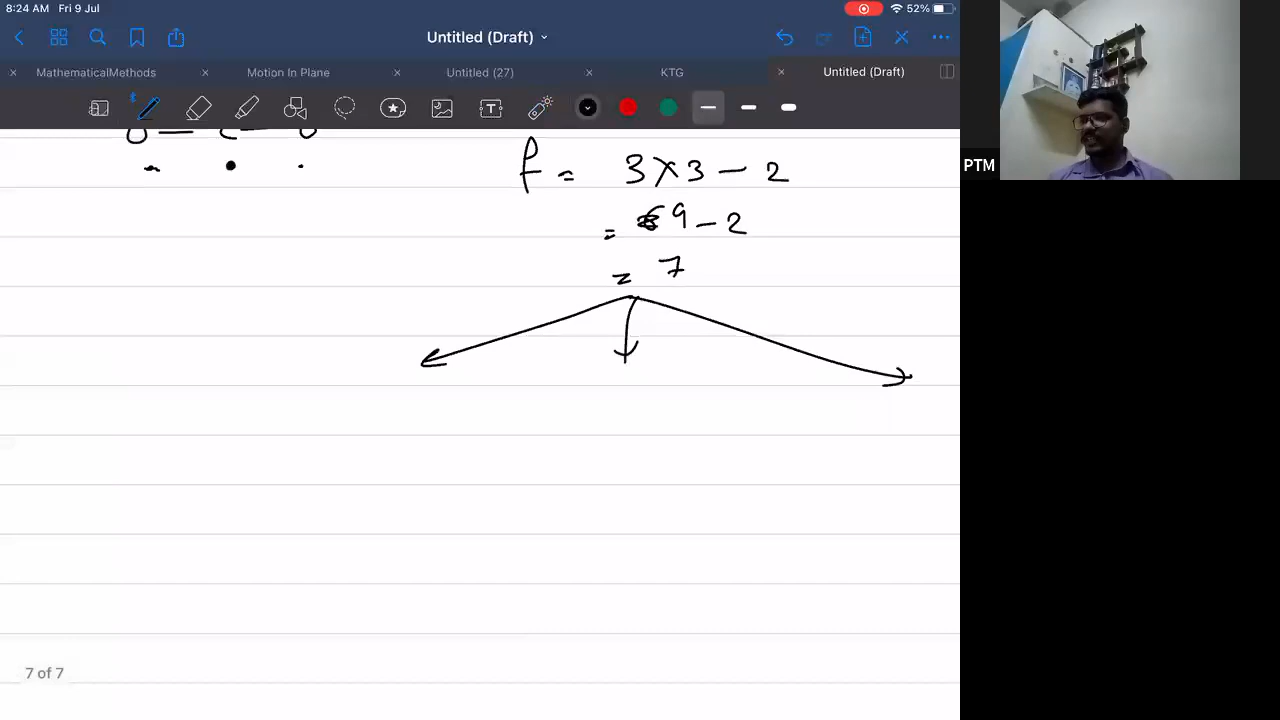 8:24 AM Fri 9 Jul
52%
Untitled (Draft)
MathematicalMethods
Motion In Plane
Untitled (27)
KTG
Untitled (Draft)
f = 3 × 3 - 2
= 9 - 2
= 7
7 of 7
PTM